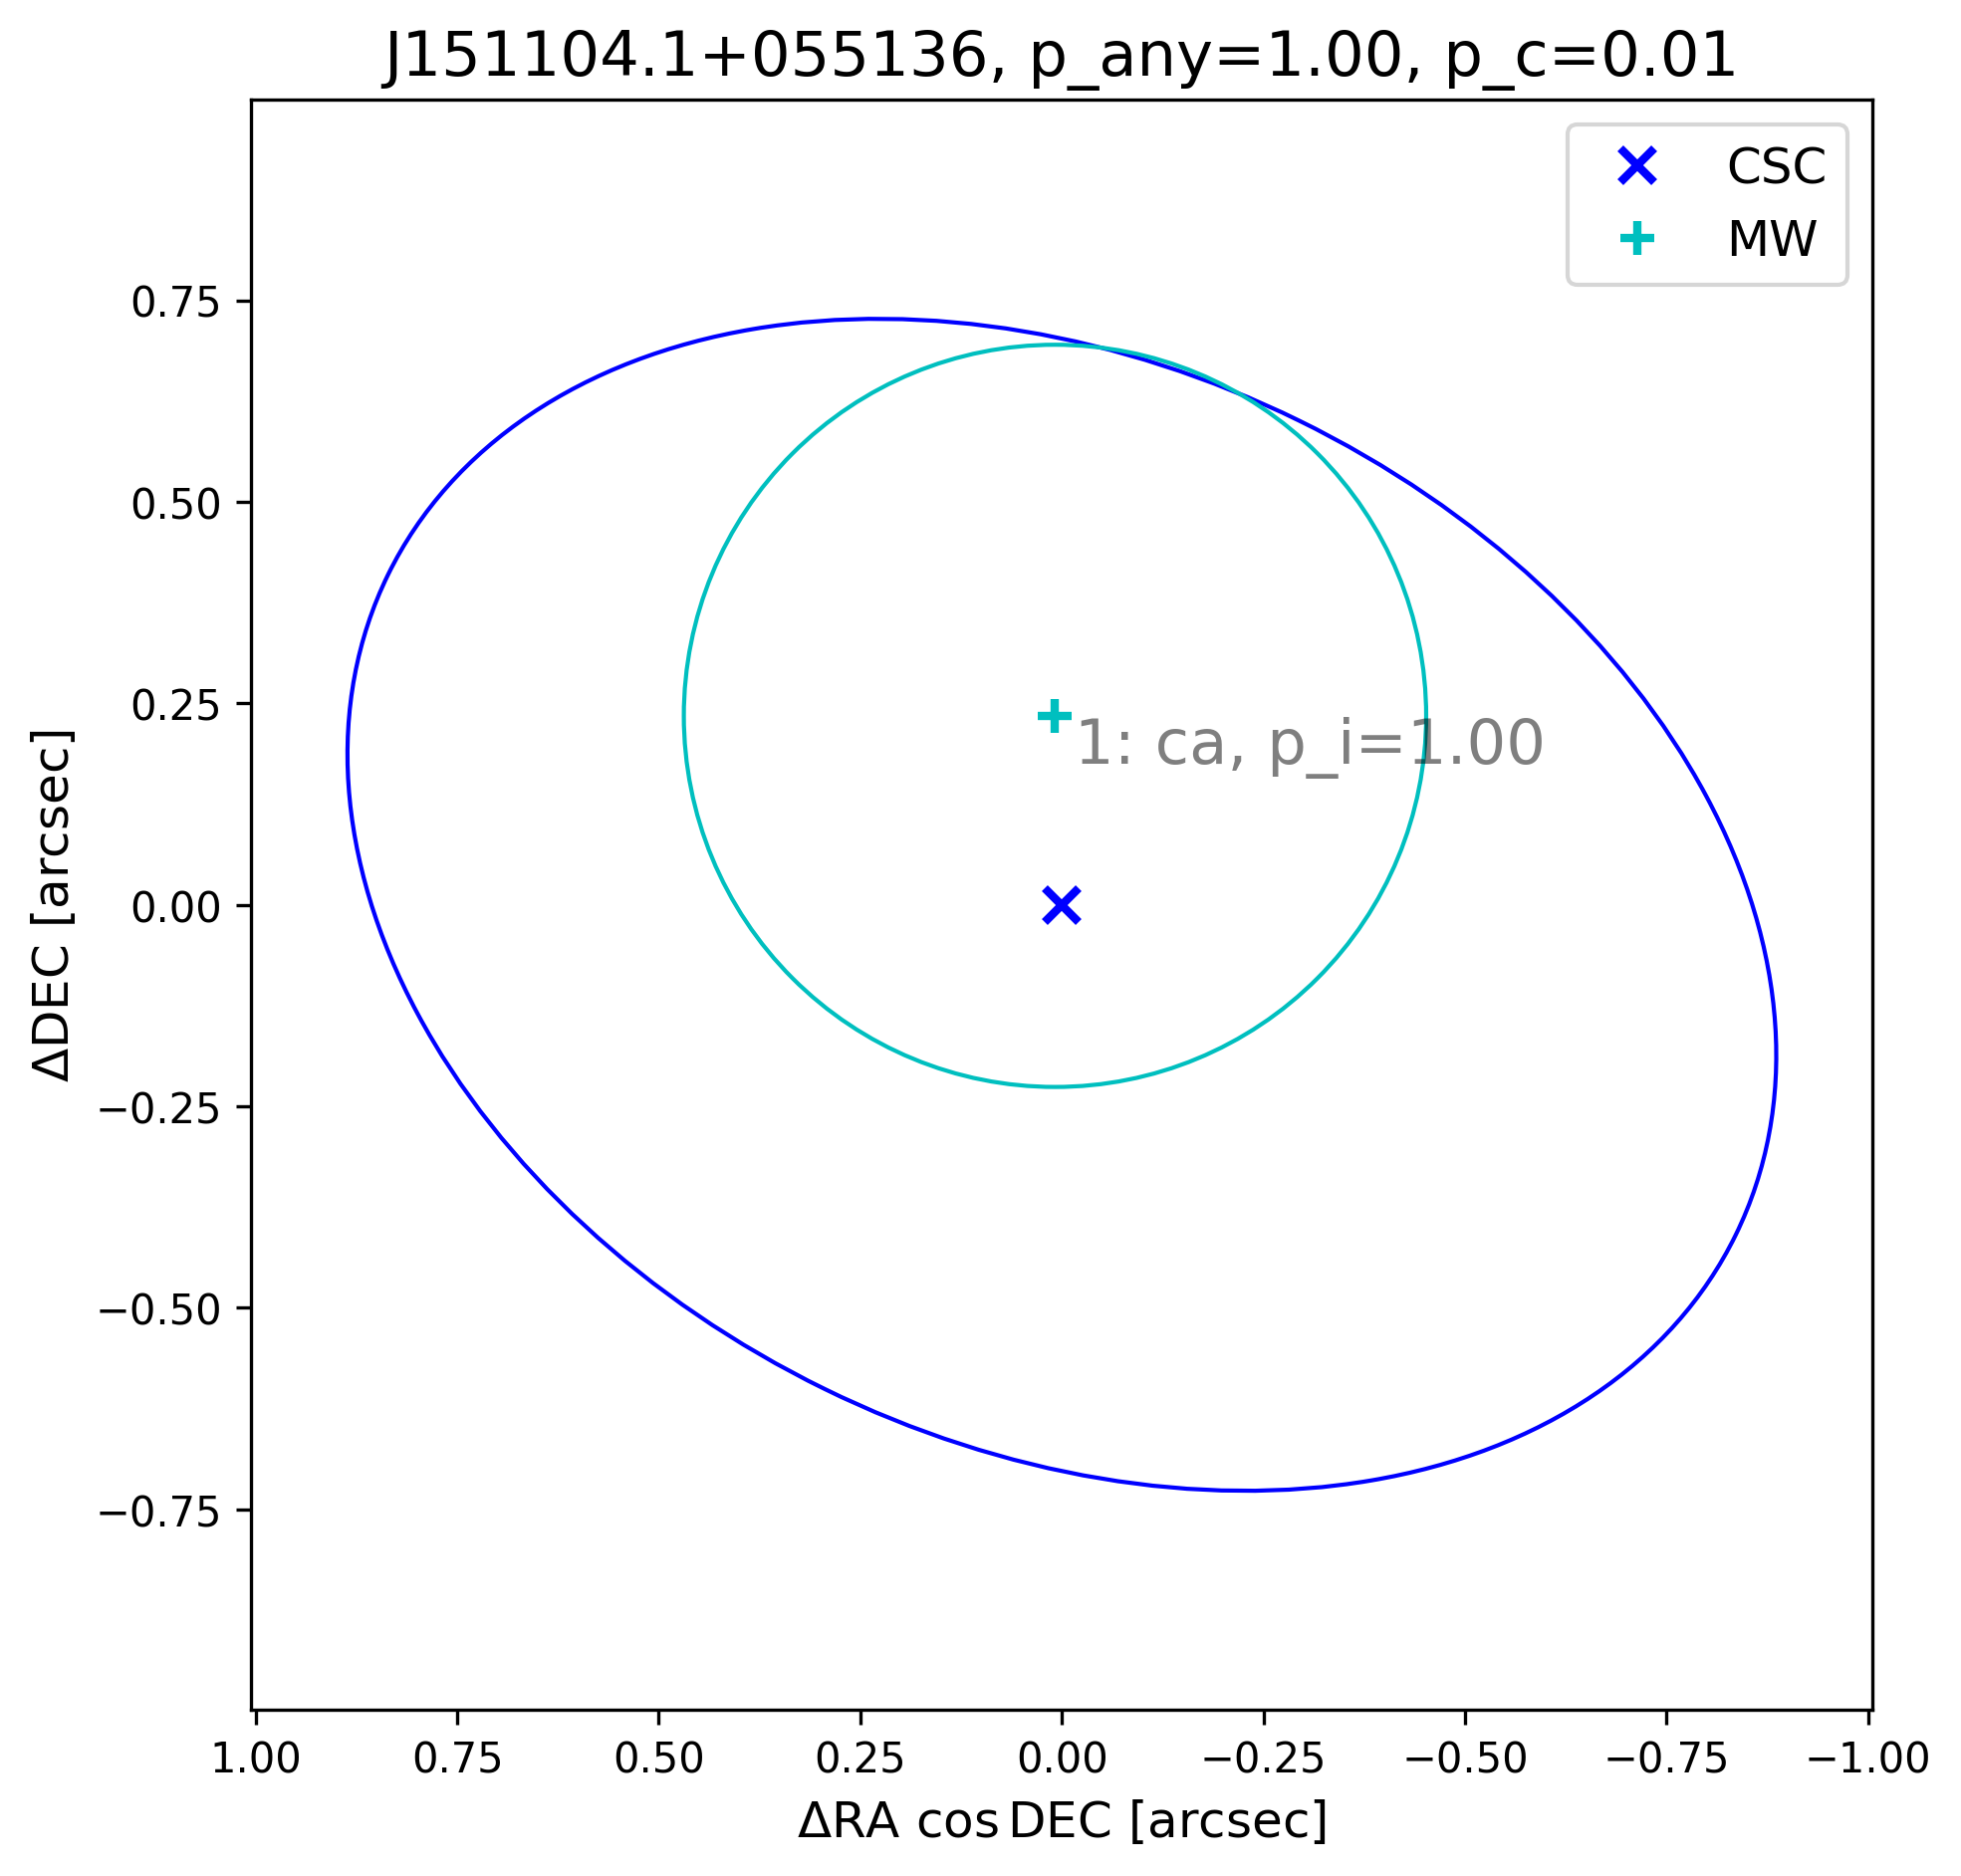 J151104.1+055136, p_any=1.00, p_c=0.01
CSC
MW
0.75
0.50
0.25
0.00
−0.25
−0.50
−0.75
ΔDEC [arcsec]
1: ca, p_i=1.00
1.00 0.75 0.50 0.25 0.00 −0.25 −0.50 −0.75 −1.00
ΔRA cos DEC [arcsec]